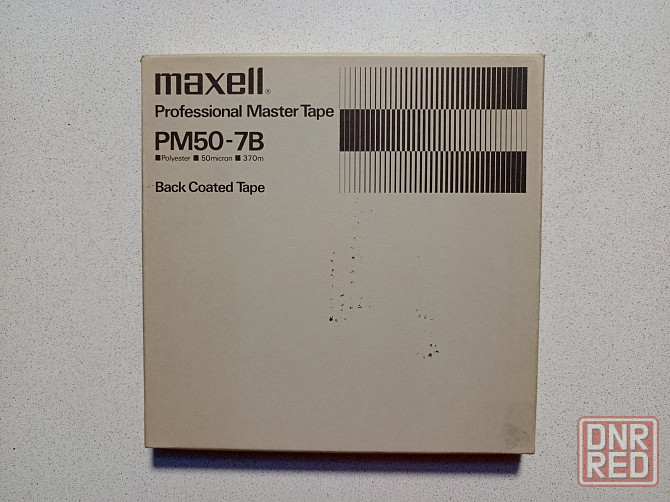 maxell®
Professional Master Tape
PM50-7B
■Polyester ■50micron ■370m
Back Coated Tape
DNR
RED